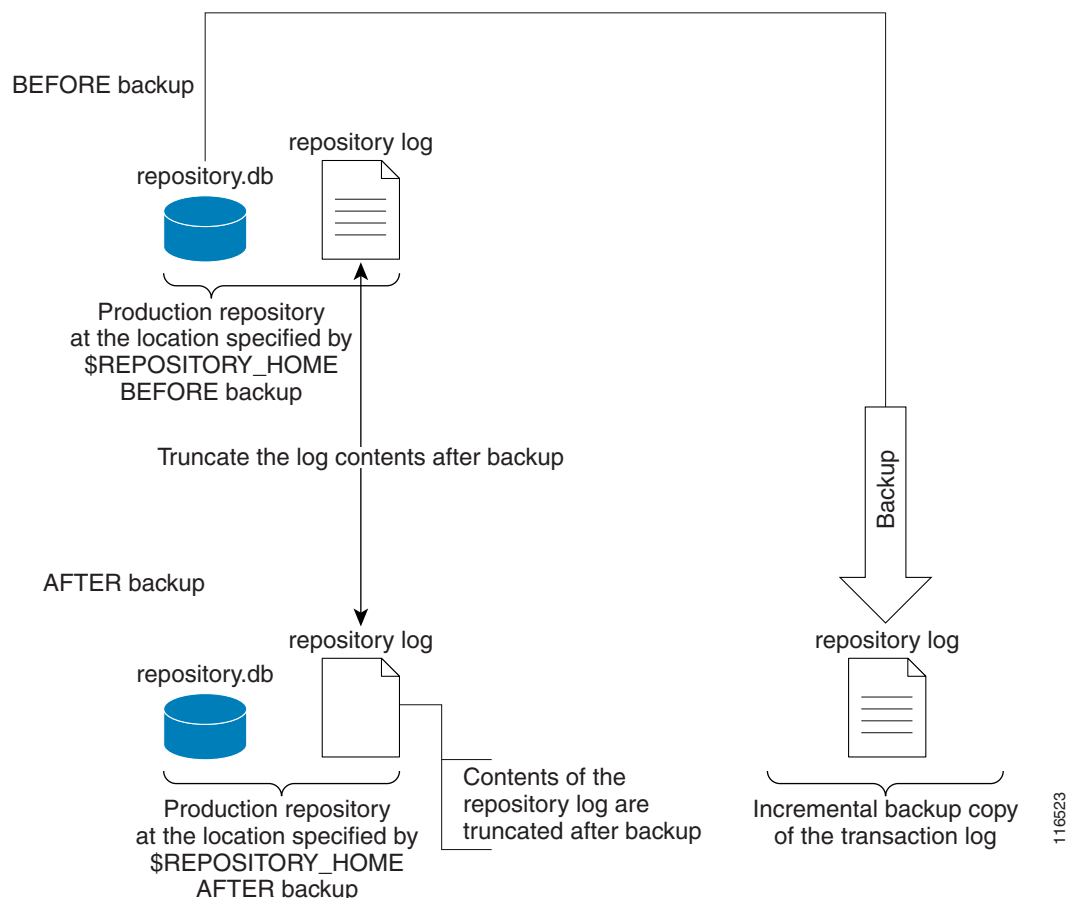 BEFORE backup
repository log
repository.db
Production repository
at the location specified by
$REPOSITORY_HOME
BEFORE backup
Truncate the log contents after backup
Backup
AFTER backup
repository log
repository.db
Contents of the
repository log are
truncated after backup
Production repository
at the location specified by
$REPOSITORY_HOME
AFTER backup
repository log
Incremental backup copy
of the transaction log
116523